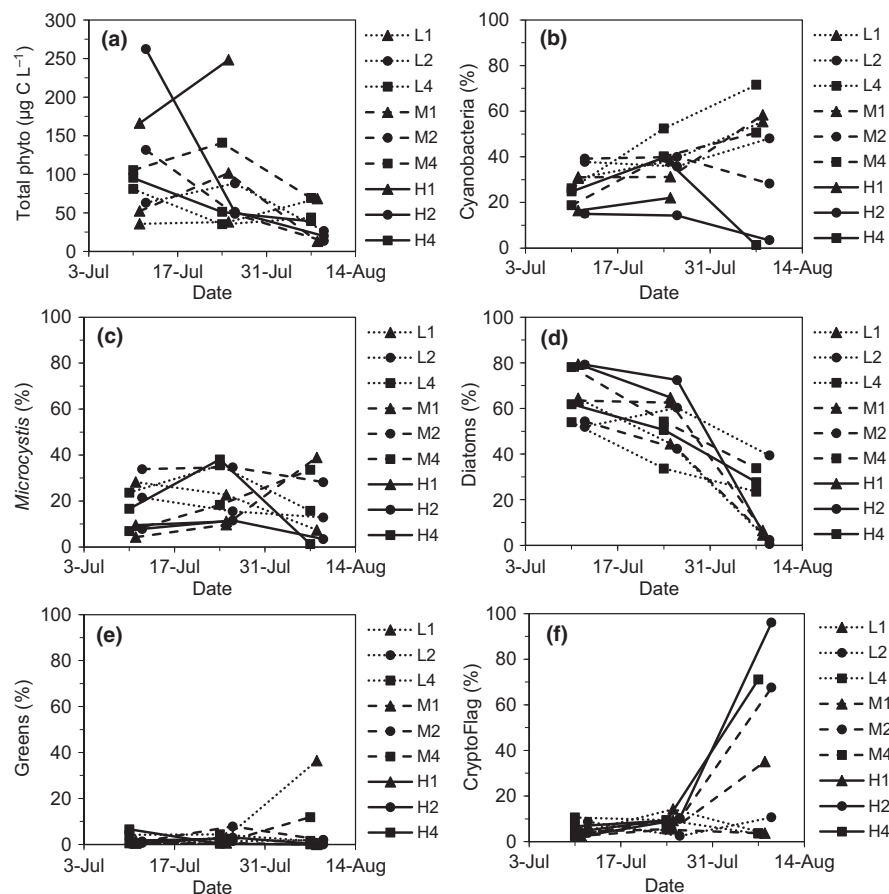 (a)
Total phyto (µg C L⁻¹)
300
250
200
150
100
50
0
3-Jul 17-Jul 31-Jul 14-Aug
Date
L1
L2
L4
M1
M2
M4
H1
H2
H4
(b)
Cyanobacteria (%)
100
80
60
40
20
0
3-Jul 17-Jul 31-Jul 14-Aug
Date
L1
L2
L4
M1
M2
M4
H1
H2
H4
(c)
Microcystis (%)
100
80
60
40
20
0
3-Jul 17-Jul 31-Jul 14-Aug
Date
L1
L2
L4
M1
M2
M4
H1
H2
H4
(d)
Diatoms (%)
100
80
60
40
20
0
3-Jul 17-Jul 31-Jul 14-Aug
Date
L1
L2
L4
M1
M2
M4
H1
H2
H4
(e)
Greens (%)
100
80
60
40
20
0
3-Jul 17-Jul 31-Jul 14-Aug
Date
L1
L2
L4
M1
M2
M4
H1
H2
H4
(f)
CryptoFlag (%)
100
80
60
40
20
0
3-Jul 17-Jul 31-Jul 14-Aug
Date
L1
L2
L4
M1
M2
M4
H1
H2
H4